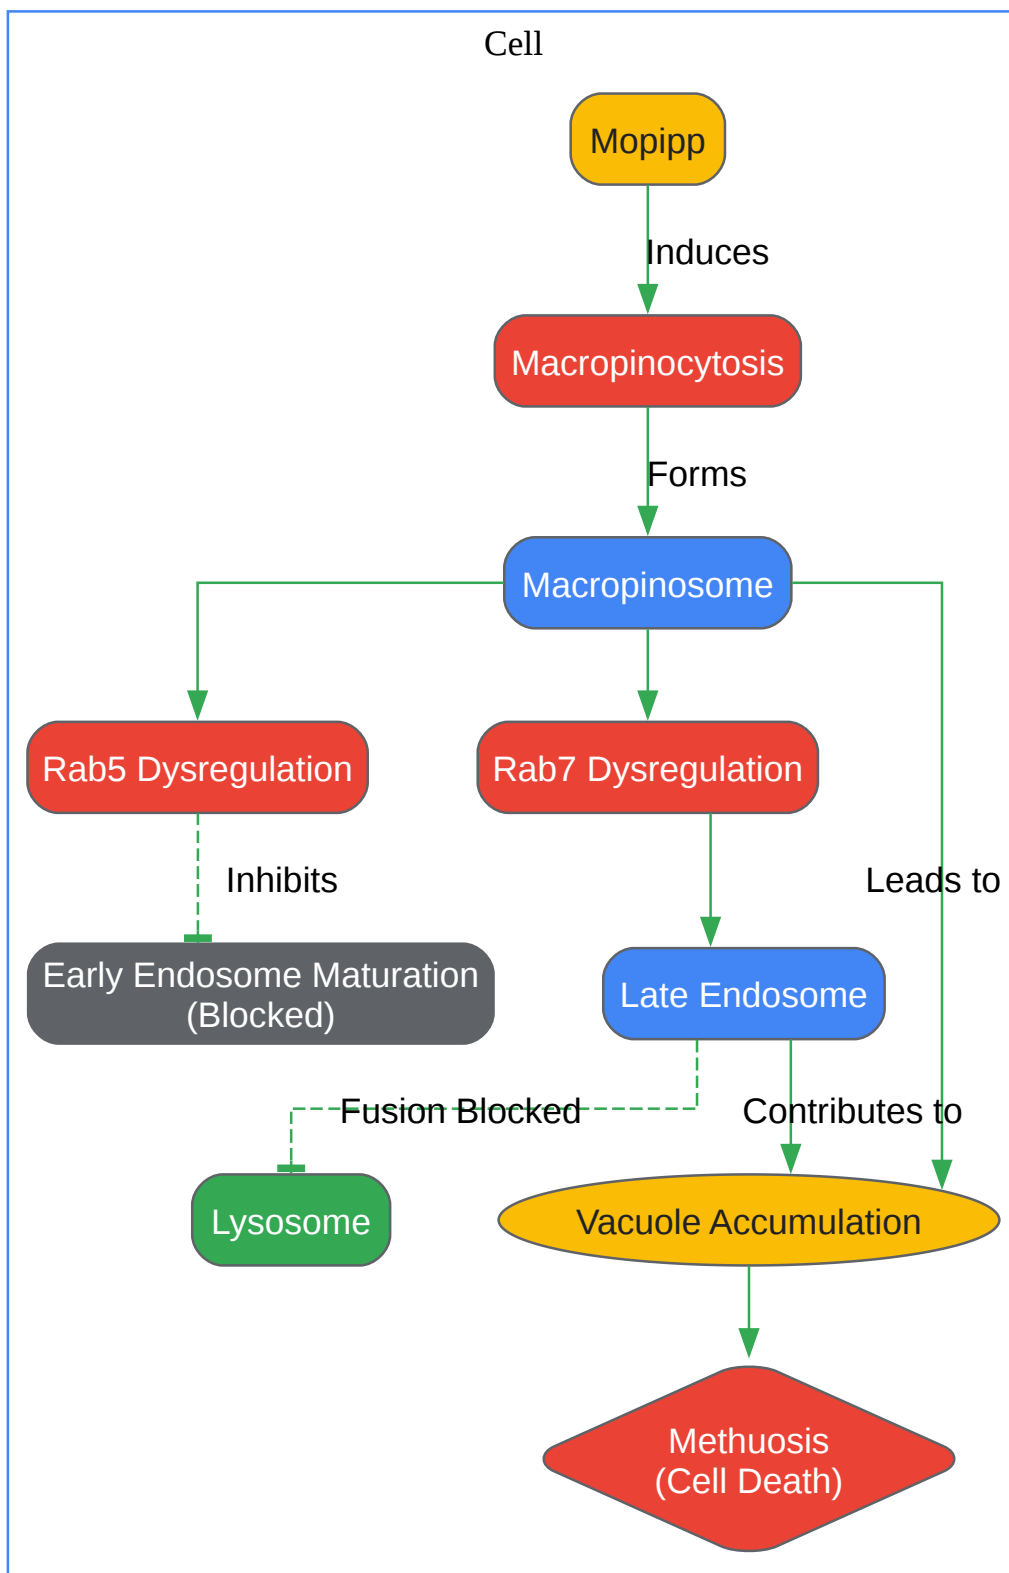 Cell
Mopipp
Induces
Macropinocytosis
Forms
Macropinosome
Rab5 Dysregulation
Rab7 Dysregulation
Inhibits
Leads to
Early Endosome Maturation
(Blocked)
Late Endosome
Fusion Blocked
Contributes to
Lysosome
Vacuole Accumulation
Methuosis
(Cell Death)